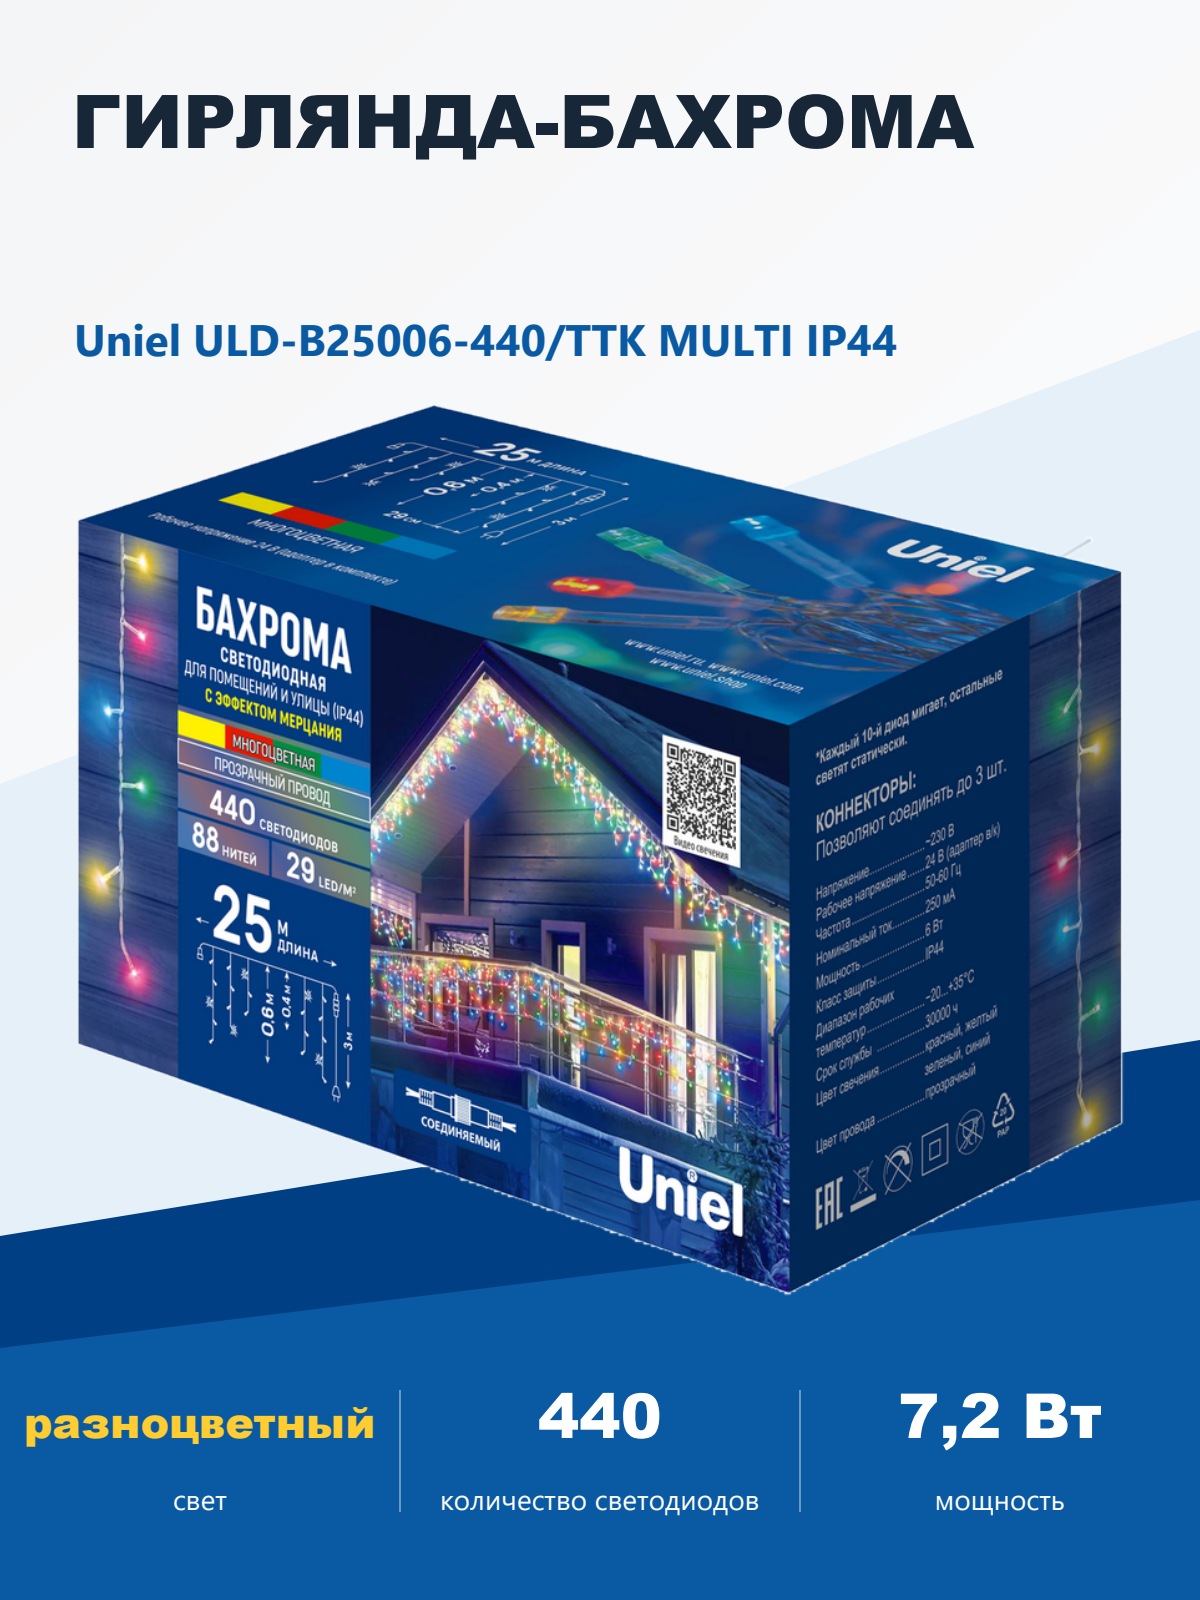 ГИРЛЯНДА-БАХРОМА
Uniel ULD-B25006-440/TTK MULTI IP44
25 м длина
0,6 м
0,4 м
29 см
3 м
МНОГОЦВЕТНАЯ
Рабочее напряжение 24 В (адаптер в комплекте)
Uniel
www.uniel.ru www.uniel.com
www.uniel.shop
БАХРОМА
СВЕТОДИОДНАЯ
ДЛЯ ПОМЕЩЕНИЙ И УЛИЦЫ (IP44)
С ЭФФЕКТОМ МЕРЦАНИЯ
МНОГОЦВЕТНАЯ
ПРОЗРАЧНЫЙ ПРОВОД
440 СВЕТОДИОДОВ
88 НИТЕЙ
29 LED/М²
25 М ДЛИНА
0,6 м
0,4 м
3 м
Видео свечения
СОЕДИНЯЕМЫЙ
Uniel®
*Каждый 10-й диод мигает, остальные
светят статически.
КОННЕКТОРЫ:
Позволяют соединять до 3 шт.
Напряжение ~230 В
Рабочее напряжение 24 В (адаптер в/к)
Частота 50-60 Гц
Номинальный ток 250 мА
Мощность 6 Вт
Класс защиты IP44
Диапазон рабочих
температур −20...+35°C
Срок службы 30000 ч
Цвет свечения красный, желтый
зеленый, синий
Цвет провода прозрачный
EAC
20
PAP
разноцветный
свет
440
количество светодиодов
7,2 Вт
мощность